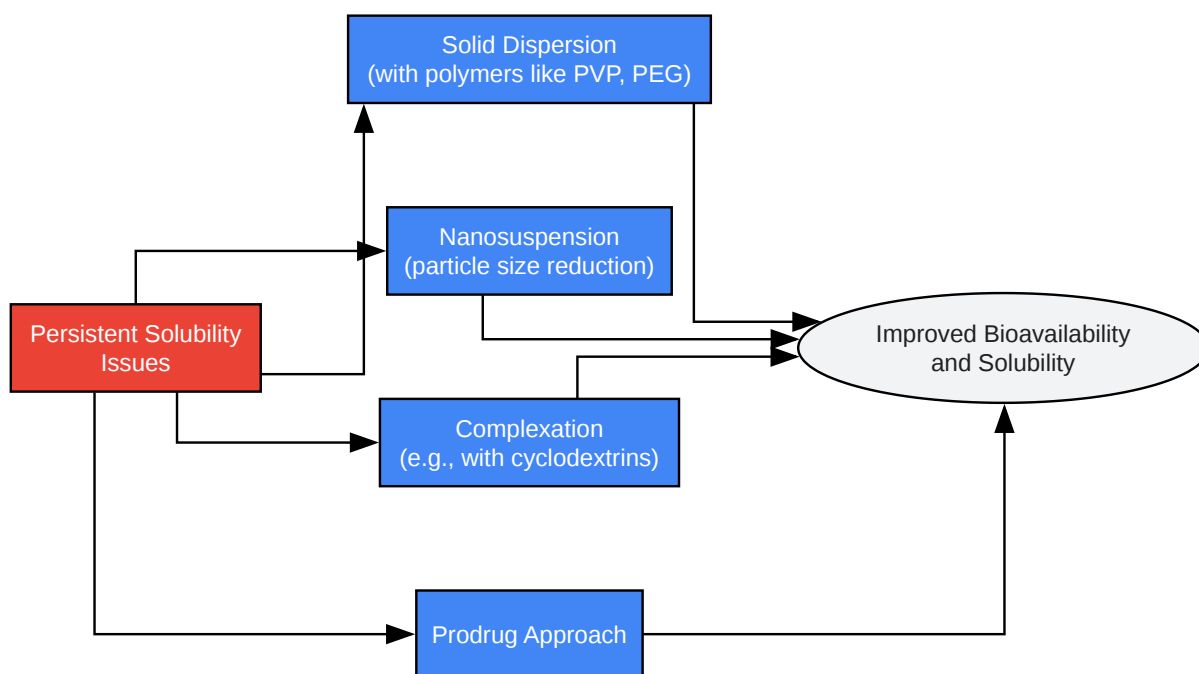 Solid Dispersion
(with polymers like PVP, PEG)
Nanosuspension
(particle size reduction)
Persistent Solubility
Issues
Improved Bioavailability
and Solubility
Complexation
(e.g., with cyclodextrins)
Prodrug Approach